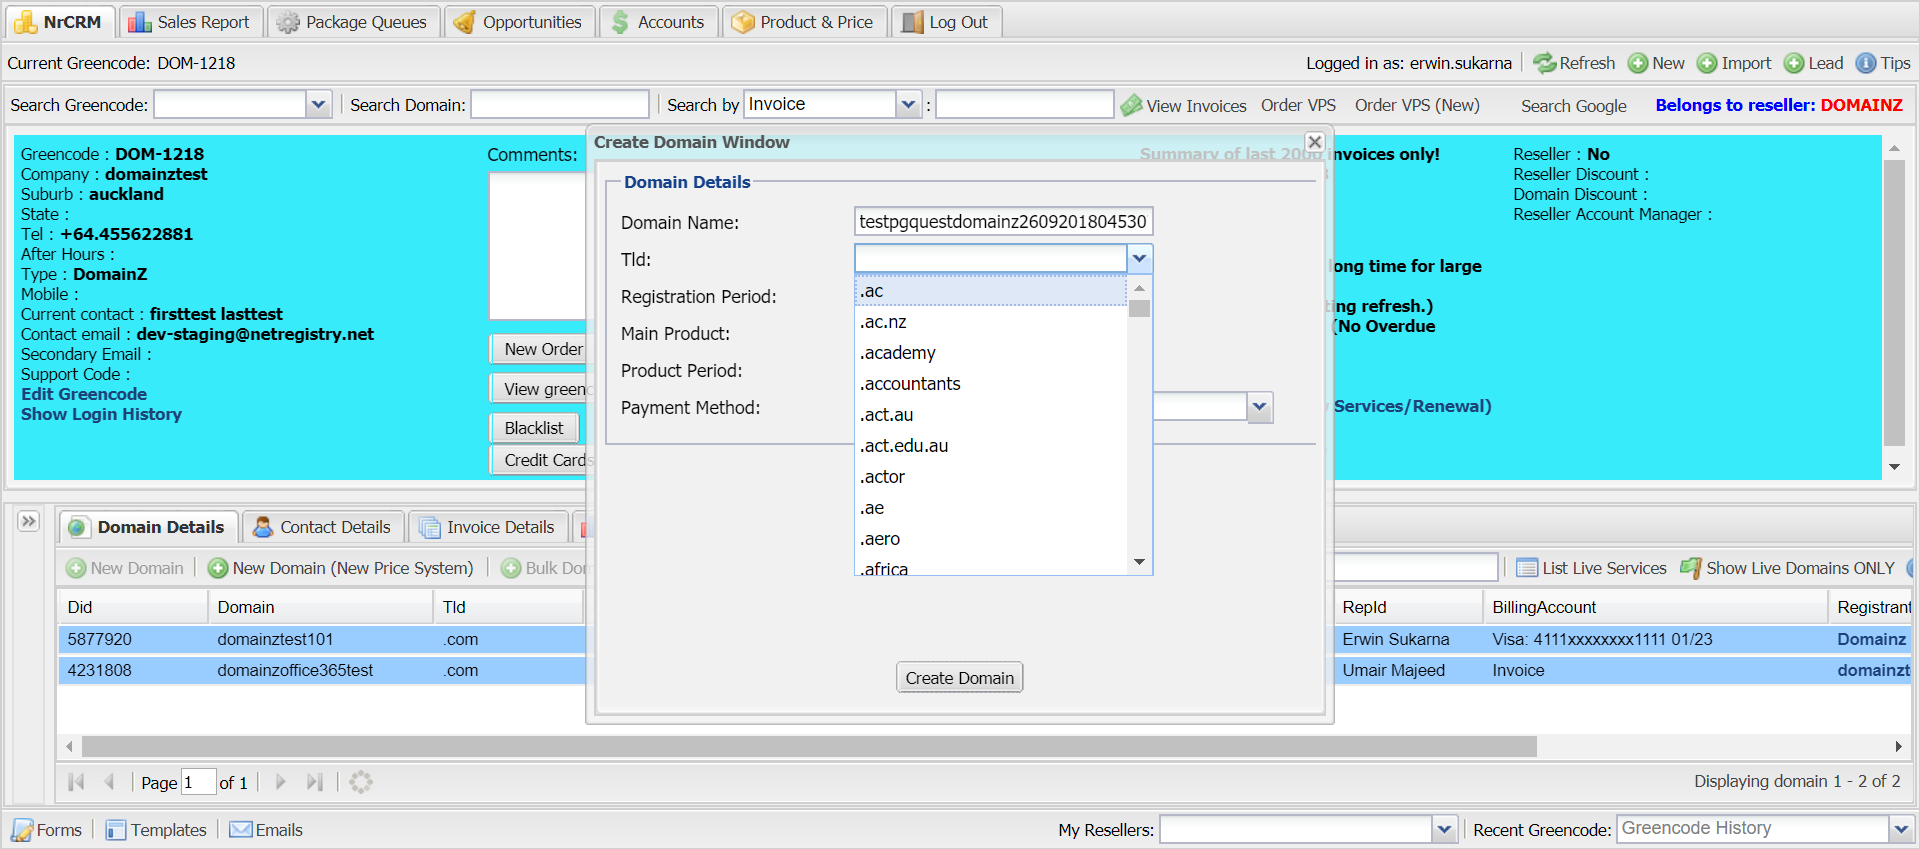 NrCRM Sales Report Package Queues Opportunities Accounts Product & Price Log Out
Current Greencode: DOM-1218
Logged in as: erwin.sukarna Refresh New Import Lead Tips
Search Greencode: Search Domain: Search by Invoice : View Invoices Order VPS Order VPS (New) Search Google Belongs to reseller: DOMAINZ
Greencode : DOM-1218
Company : domainztest
Suburb : auckland
State :
Tel : +64.455622881
After Hours :
Type : DomainZ
Mobile :
Current contact : firsttest lasttest
Contact email : dev-staging@netregistry.net
Secondary Email :
Support Code :
Edit Greencode
Show Login History
Comments:
New Order
View greenc
Blacklist
Credit Cards
Summary of last 2000 invoices only!
long time for large
ting refresh.)
(No Overdue
Services/Renewal)
Reseller : No
Reseller Discount :
Domain Discount :
Reseller Account Manager :
Create Domain Window
Domain Details
Domain Name: testpgquestdomainz2609201804530
Tld:
Registration Period:
Main Product:
Product Period:
Payment Method:
.ac
.ac.nz
.academy
.accountants
.act.au
.act.edu.au
.actor
.ae
.aero
.africa
Create Domain
Domain Details Contact Details Invoice Details
New Domain New Domain (New Price System) Bulk Dom List Live Services Show Live Domains ONLY
Did Domain Tld RepId BillingAccount Registrant
5877920 domainztest101 .com Erwin Sukarna Visa: 4111xxxxxxxx1111 01/23 Domainz
4231808 domainzoffice365test .com Umair Majeed Invoice domainzt
Page 1 of 1
Displaying domain 1 - 2 of 2
Forms Templates Emails
My Resellers: Recent Greencode: Greencode History